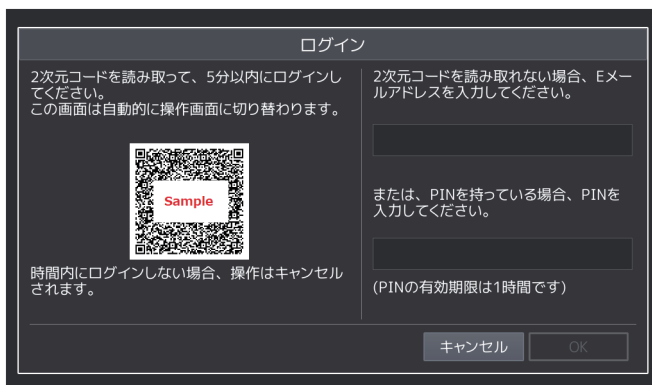 ログイン
2次元コードを読み取って、5分以内にログインし
てください。
この画面は自動的に操作画面に切り替わります。
Sample
時間内にログインしない場合、操作はキャンセル
されます。
2次元コードを読み取れない場合、Eメー
ルアドレスを入力してください。
または、PINを持っている場合、PINを
入力してください。
(PINの有効期限は1時間です)
キャンセル
OK